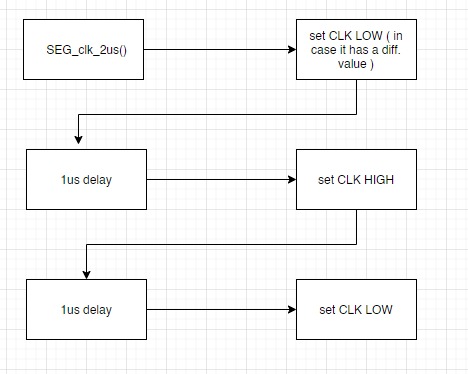 SEG_clk_2us()
set CLK LOW ( in
case it has a diff.
value )
1us delay
set CLK HIGH
1us delay
set CLK LOW